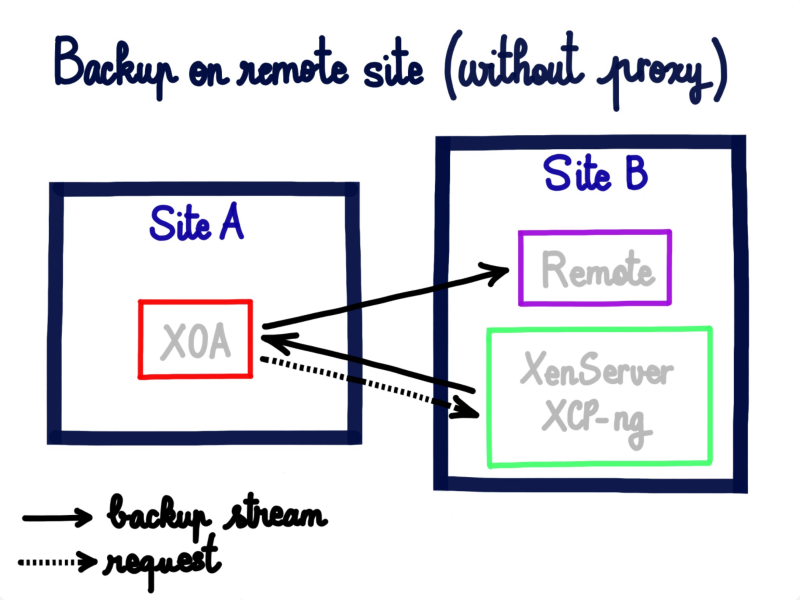 Backup on remote site (without proxy)
Site A
XOA
Site B
Remote
XenServer
XCP-ng
backup stream
request